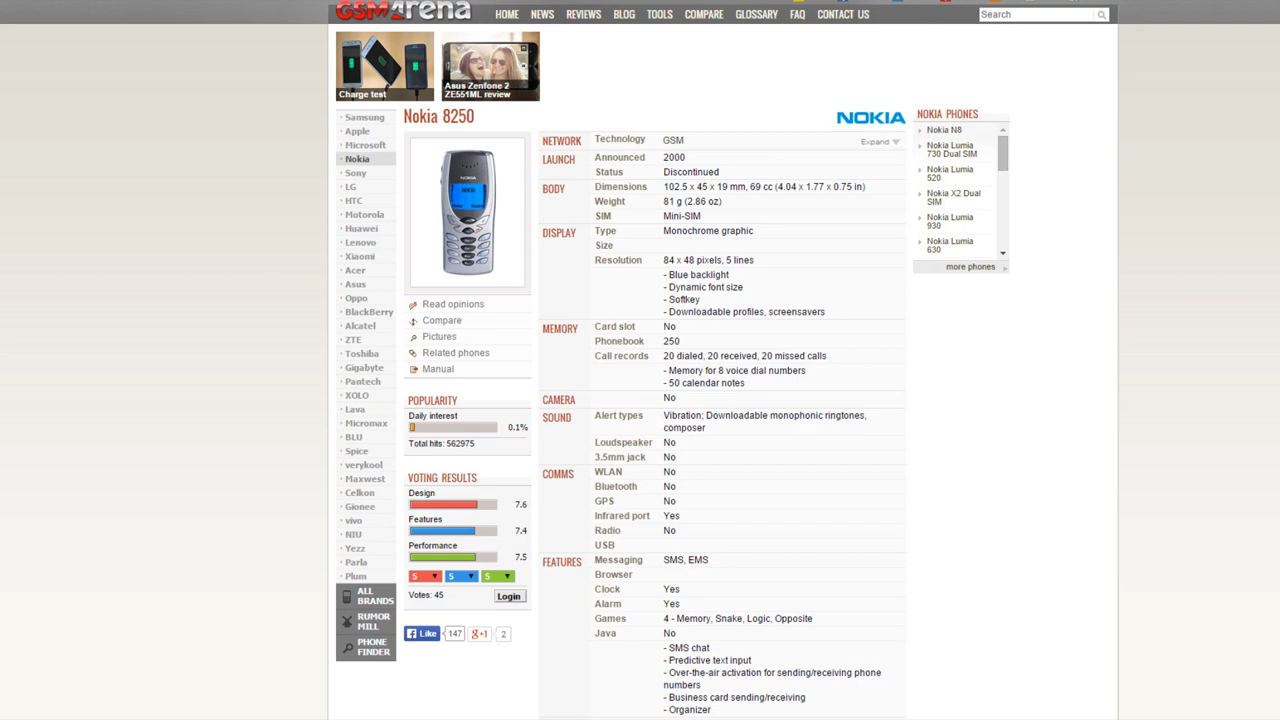 GSMArena
HOME NEWS REVIEWS BLOG TOOLS COMPARE GLOSSARY FAQ CONTACT US
Search
Charge test
Asus Zenfone 2
ZE551ML review
Samsung
Apple
Microsoft
Nokia
Sony
LG
HTC
Motorola
Huawei
Lenovo
Xiaomi
Acer
Asus
Oppo
BlackBerry
Alcatel
ZTE
Toshiba
Gigabyte
Pantech
XOLO
Lava
Micromax
BLU
Spice
verykool
Maxwest
Celkon
Gionee
vivo
NIU
Yezz
Parla
Plum
ALL
BRANDS
RUMOR
MILL
PHONE
FINDER
Nokia 8250
NOKIA
NOKIA
Read opinions
Compare
Pictures
Related phones
Manual
POPULARITY
Daily interest
0.1%
Total hits: 562975
VOTING RESULTS
Design
7.6
Features
7.4
Performance
7.5
5 5 5
Votes: 45 Login
Like 147 g+1 2
NETWORK Technology GSM Expand
LAUNCH Announced 2000
Status Discontinued
BODY Dimensions 102.5 x 45 x 19 mm, 69 cc (4.04 x 1.77 x 0.75 in)
Weight 81 g (2.86 oz)
SIM Mini-SIM
DISPLAY Type Monochrome graphic
Size
Resolution 84 x 48 pixels, 5 lines
- Blue backlight
- Dynamic font size
- Softkey
- Downloadable profiles, screensavers
MEMORY Card slot No
Phonebook 250
Call records 20 dialed, 20 received, 20 missed calls
- Memory for 8 voice dial numbers
- 50 calendar notes
CAMERA No
SOUND Alert types Vibration; Downloadable monophonic ringtones,
composer
Loudspeaker No
3.5mm jack No
COMMS WLAN No
Bluetooth No
GPS No
Infrared port Yes
Radio No
USB
FEATURES Messaging SMS, EMS
Browser
Clock Yes
Alarm Yes
Games 4 - Memory, Snake, Logic, Opposite
Java No
- SMS chat
- Predictive text input
- Over-the-air activation for sending/receiving phone
numbers
- Business card sending/receiving
- Organizer
NOKIA PHONES
Nokia N8
Nokia Lumia
730 Dual SIM
Nokia Lumia
520
Nokia X2 Dual
SIM
Nokia Lumia
930
Nokia Lumia
630
more phones